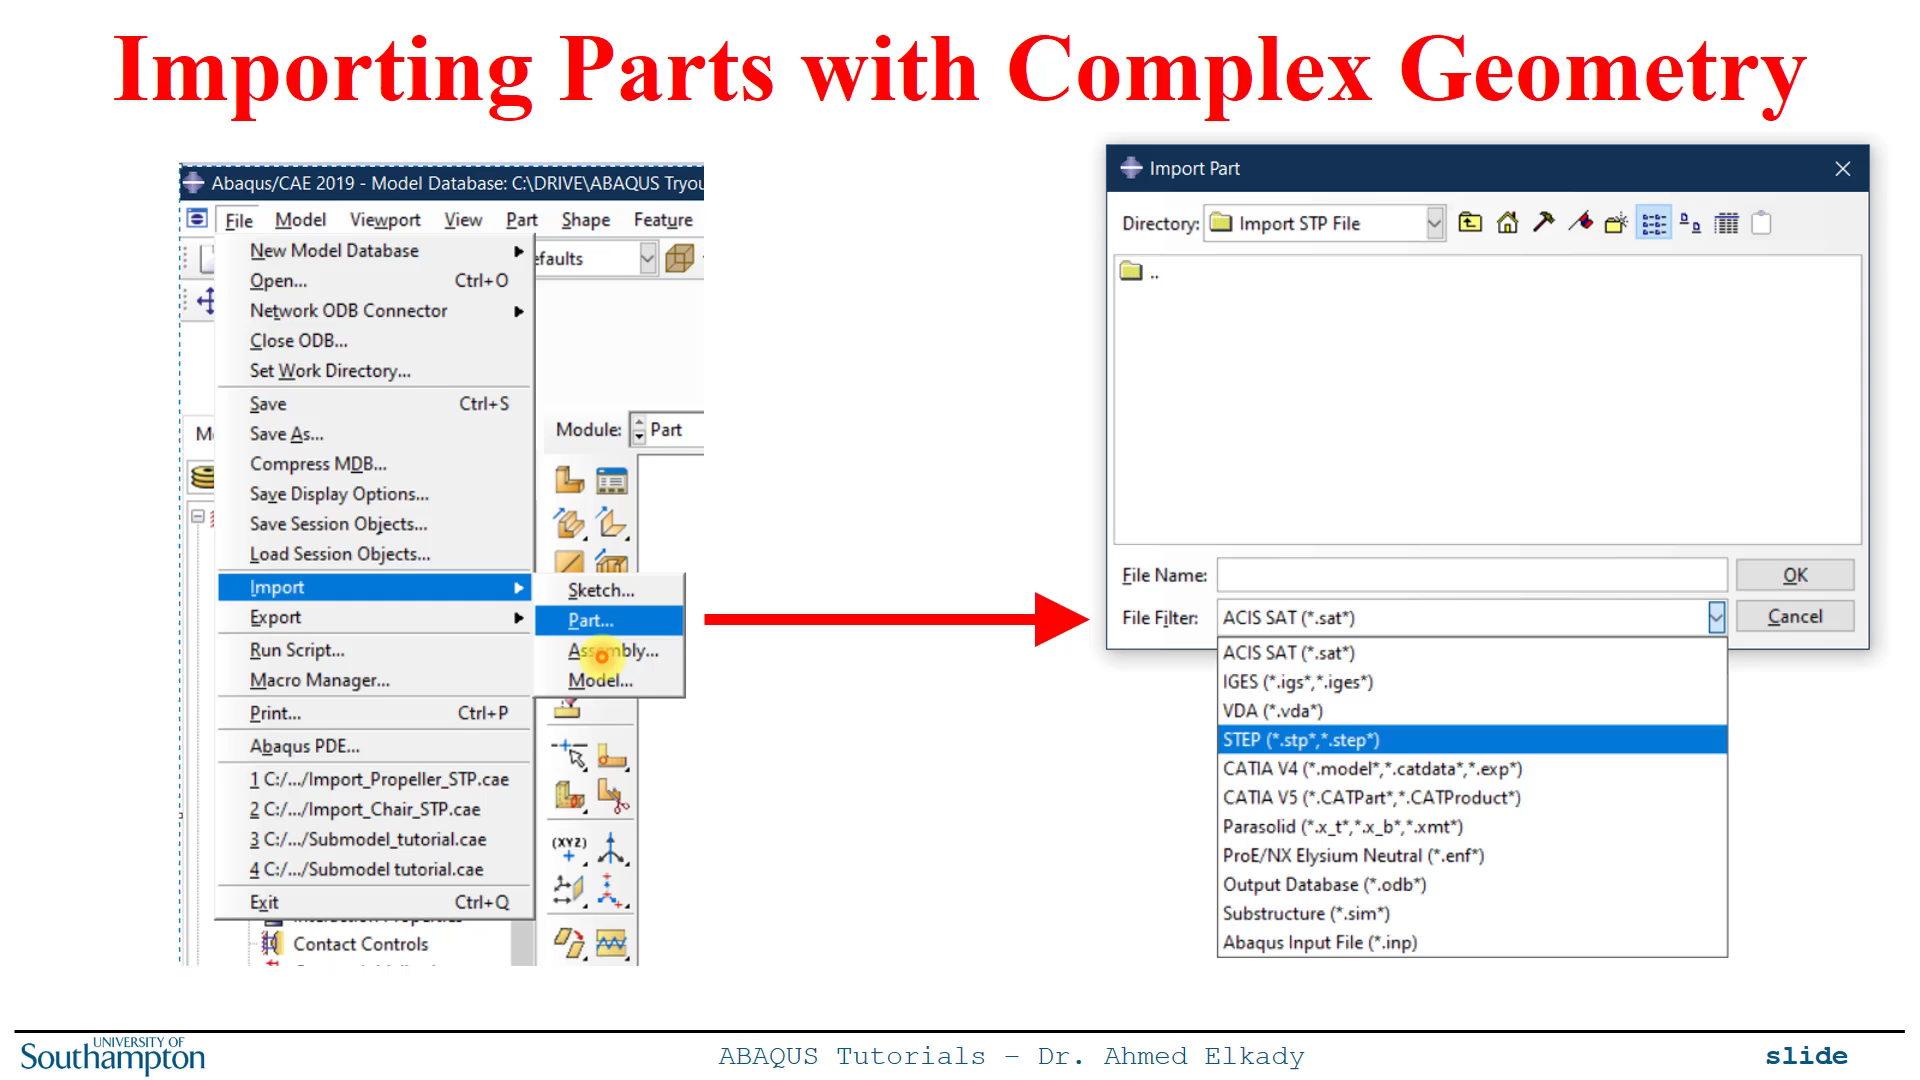 Importing Parts with Complex Geometry
Abaqus/CAE 2019 - Model Database: C:\DRIVE\ABAQUS Tryou
File Model Viewport View Part Shape Feature
New Model Database
Open... Ctrl+O
Network ODB Connector
Close ODB...
Set Work Directory...
Save Ctrl+S
Save As...
Compress MDB...
Save Display Options...
Save Session Objects...
Load Session Objects...
Import
Export
Run Script...
Macro Manager...
Print... Ctrl+P
Abaqus PDE...
1 C:/.../Import_Propeller_STP.cae
2 C:/.../Import_Chair_STP.cae
3 C:/.../Submodel_tutorial.cae
4 C:/.../Submodel tutorial.cae
Exit Ctrl+Q
Contact Controls
efaults
Module: Part
Sketch...
Part...
Assembly...
Model...
(XYZ)
Import Part
Directory: Import STP File
..
File Name: OK
File Filter: ACIS SAT (*.sat*) Cancel
ACIS SAT (*.sat*)
IGES (*.igs*,*.iges*)
VDA (*.vda*)
STEP (*.stp*,*.step*)
CATIA V4 (*.model*,*.catdata*,*.exp*)
CATIA V5 (*.CATPart*,*.CATProduct*)
Parasolid (*.x_t*,*.x_b*,*.xmt*)
ProE/NX Elysium Neutral (*.enf*)
Output Database (*.odb*)
Substructure (*.sim*)
Abaqus Input File (*.inp)
UNIVERSITY OF
Southampton
ABAQUS Tutorials – Dr. Ahmed Elkady
slide